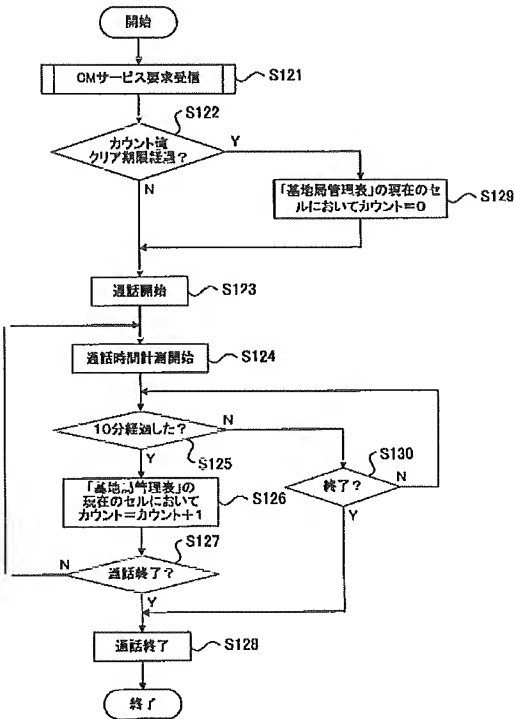 開始
CMサービス要求受信
S121
S122
カウント値
クリア期限経過？
Y
N
「基地局管理表」の現在のセ
ルにおいてカウント＝0
S129
通話開始
S123
通話時間計測開始
S124
10分経過した？
N
Y
S125
S130
終了？
N
Y
「基地局管理表」の
現在のセルにおいて
カウント＝カウント＋1
S126
S127
N
通話終了？
Y
通話終了
S128
終了